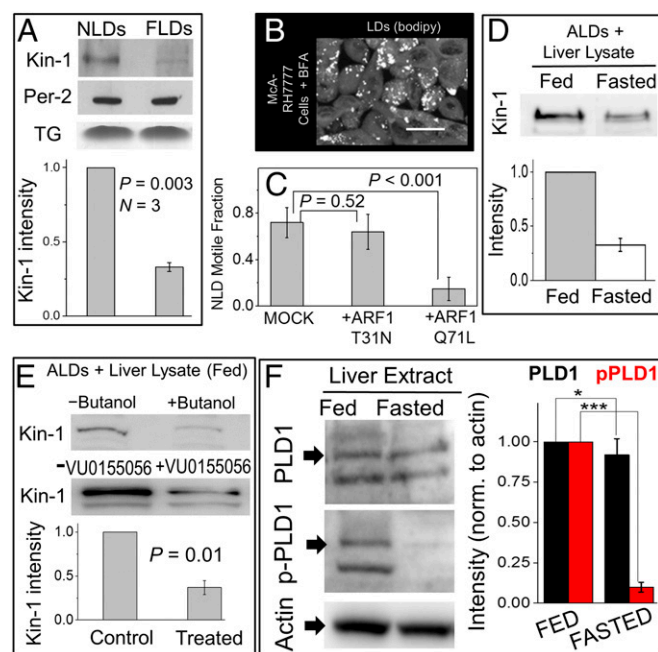 A
NLDs FLDs
Kin-1
Per-2
TG
Kin-1 intensity
1.0
0.5
0.0
P = 0.003
N = 3
B
LDs (bodipy)
McA-
RH7777
Cells + BFA
C
P < 0.001
P = 0.52
NLD Motile Fraction
0.8
0.4
0.0
MOCK
+ARF1
T31N
+ARF1
Q71L
D
ALDs +
Liver Lysate
Fed Fasted
Kin-1
Intensity
1.0
0.5
0.0
Fed Fasted
E
ALDs + Liver Lysate (Fed)
−Butanol +Butanol
Kin-1
−VU0155056 +VU0155056
Kin-1
Kin-1 intensity
1.0
0.5
0.0
P = 0.01
Control Treated
F
Liver Extract
Fed Fasted
PLD1
p-PLD1
Actin
PLD1 pPLD1
*
***
Intensity (norm. to actin)
1.00
0.75
0.50
0.25
0.00
FED
FASTED